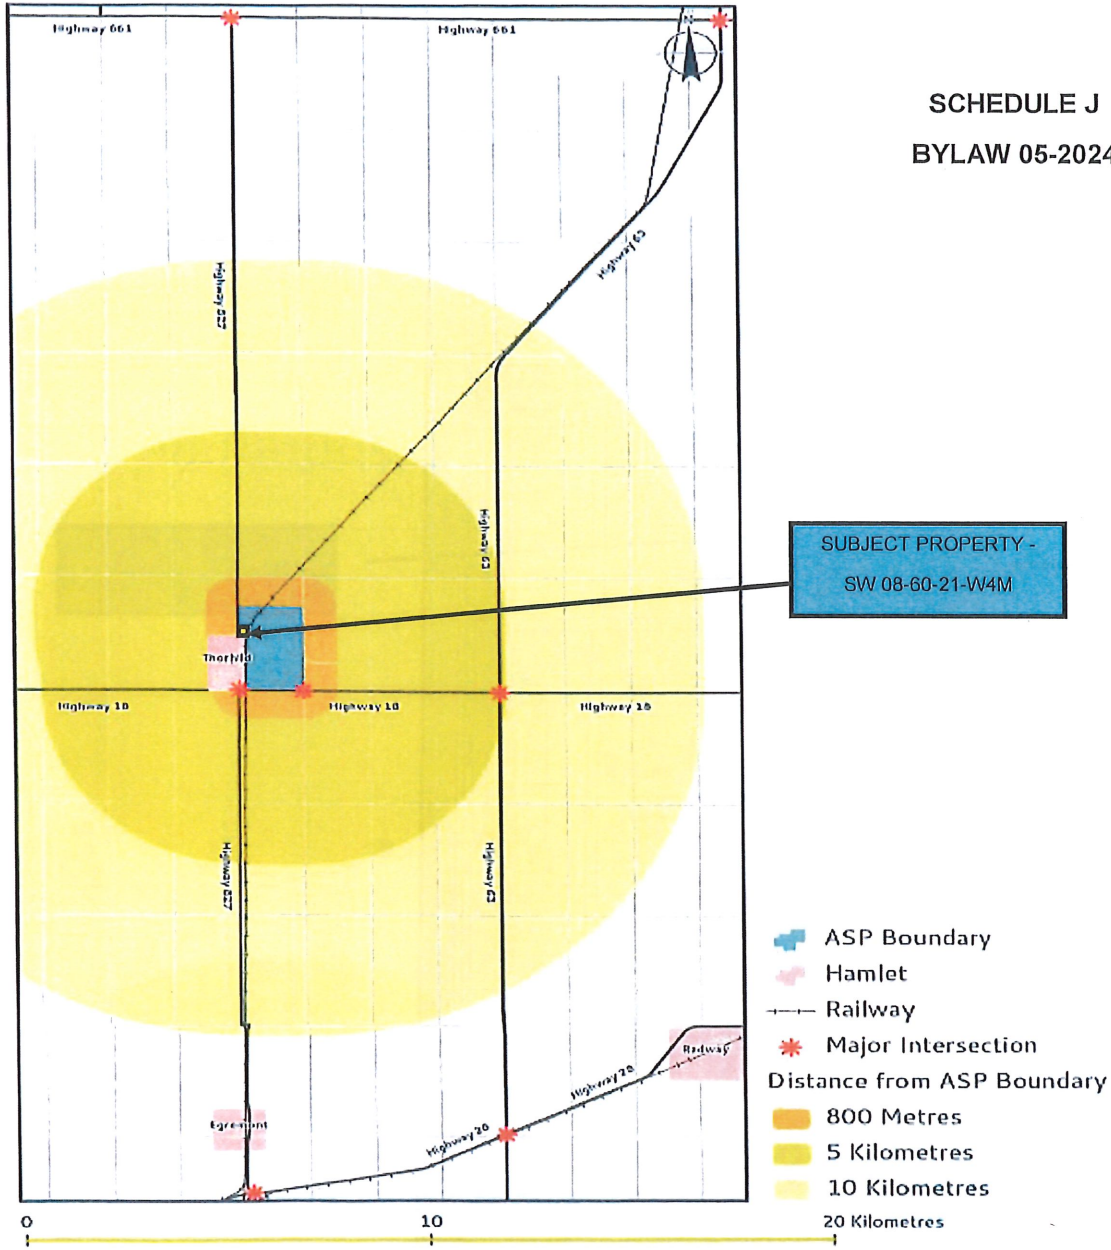 Highway 661
Highway 661
N
SCHEDULE J
BYLAW 05-2024
Highway 63
Highway 827
Highway 63
SUBJECT PROPERTY -
SW 08-60-21-W4M
Thorhild
Highway 18
Highway 18
Highway 18
Highway 827
Highway 63
ASP Boundary
Hamlet
Railway
Major Intersection
Distance from ASP Boundary
800 Metres
5 Kilometres
10 Kilometres
Radway
Highway 28
Egremont
Highway 28
0
10
20 Kilometres